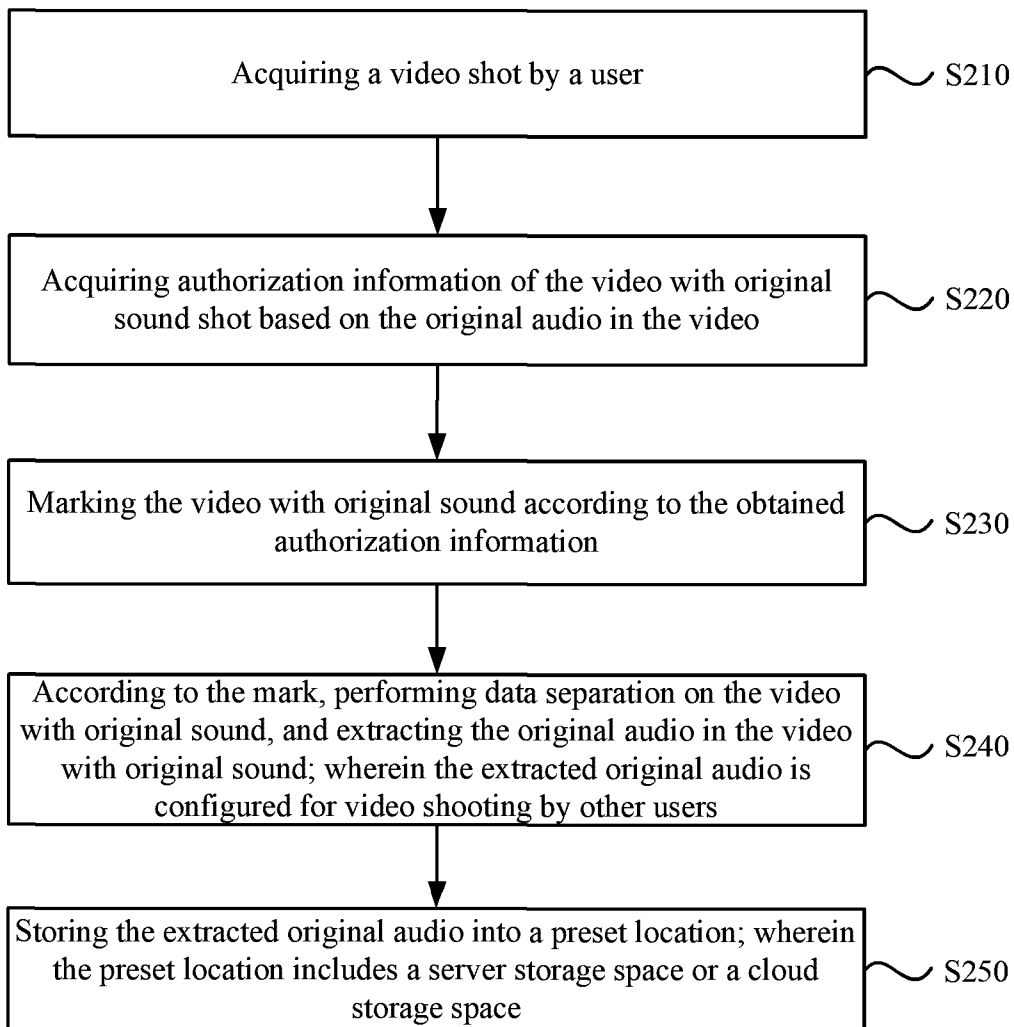 Acquiring a video shot by a user
S210
Acquiring authorization information of the video with original
sound shot based on the original audio in the video
S220
Marking the video with original sound according to the obtained
authorization information
S230
According to the mark, performing data separation on the video
with original sound, and extracting the original audio in the video
with original sound; wherein the extracted original audio is
configured for video shooting by other users
S240
Storing the extracted original audio into a preset location; wherein
the preset location includes a server storage space or a cloud
storage space
S250